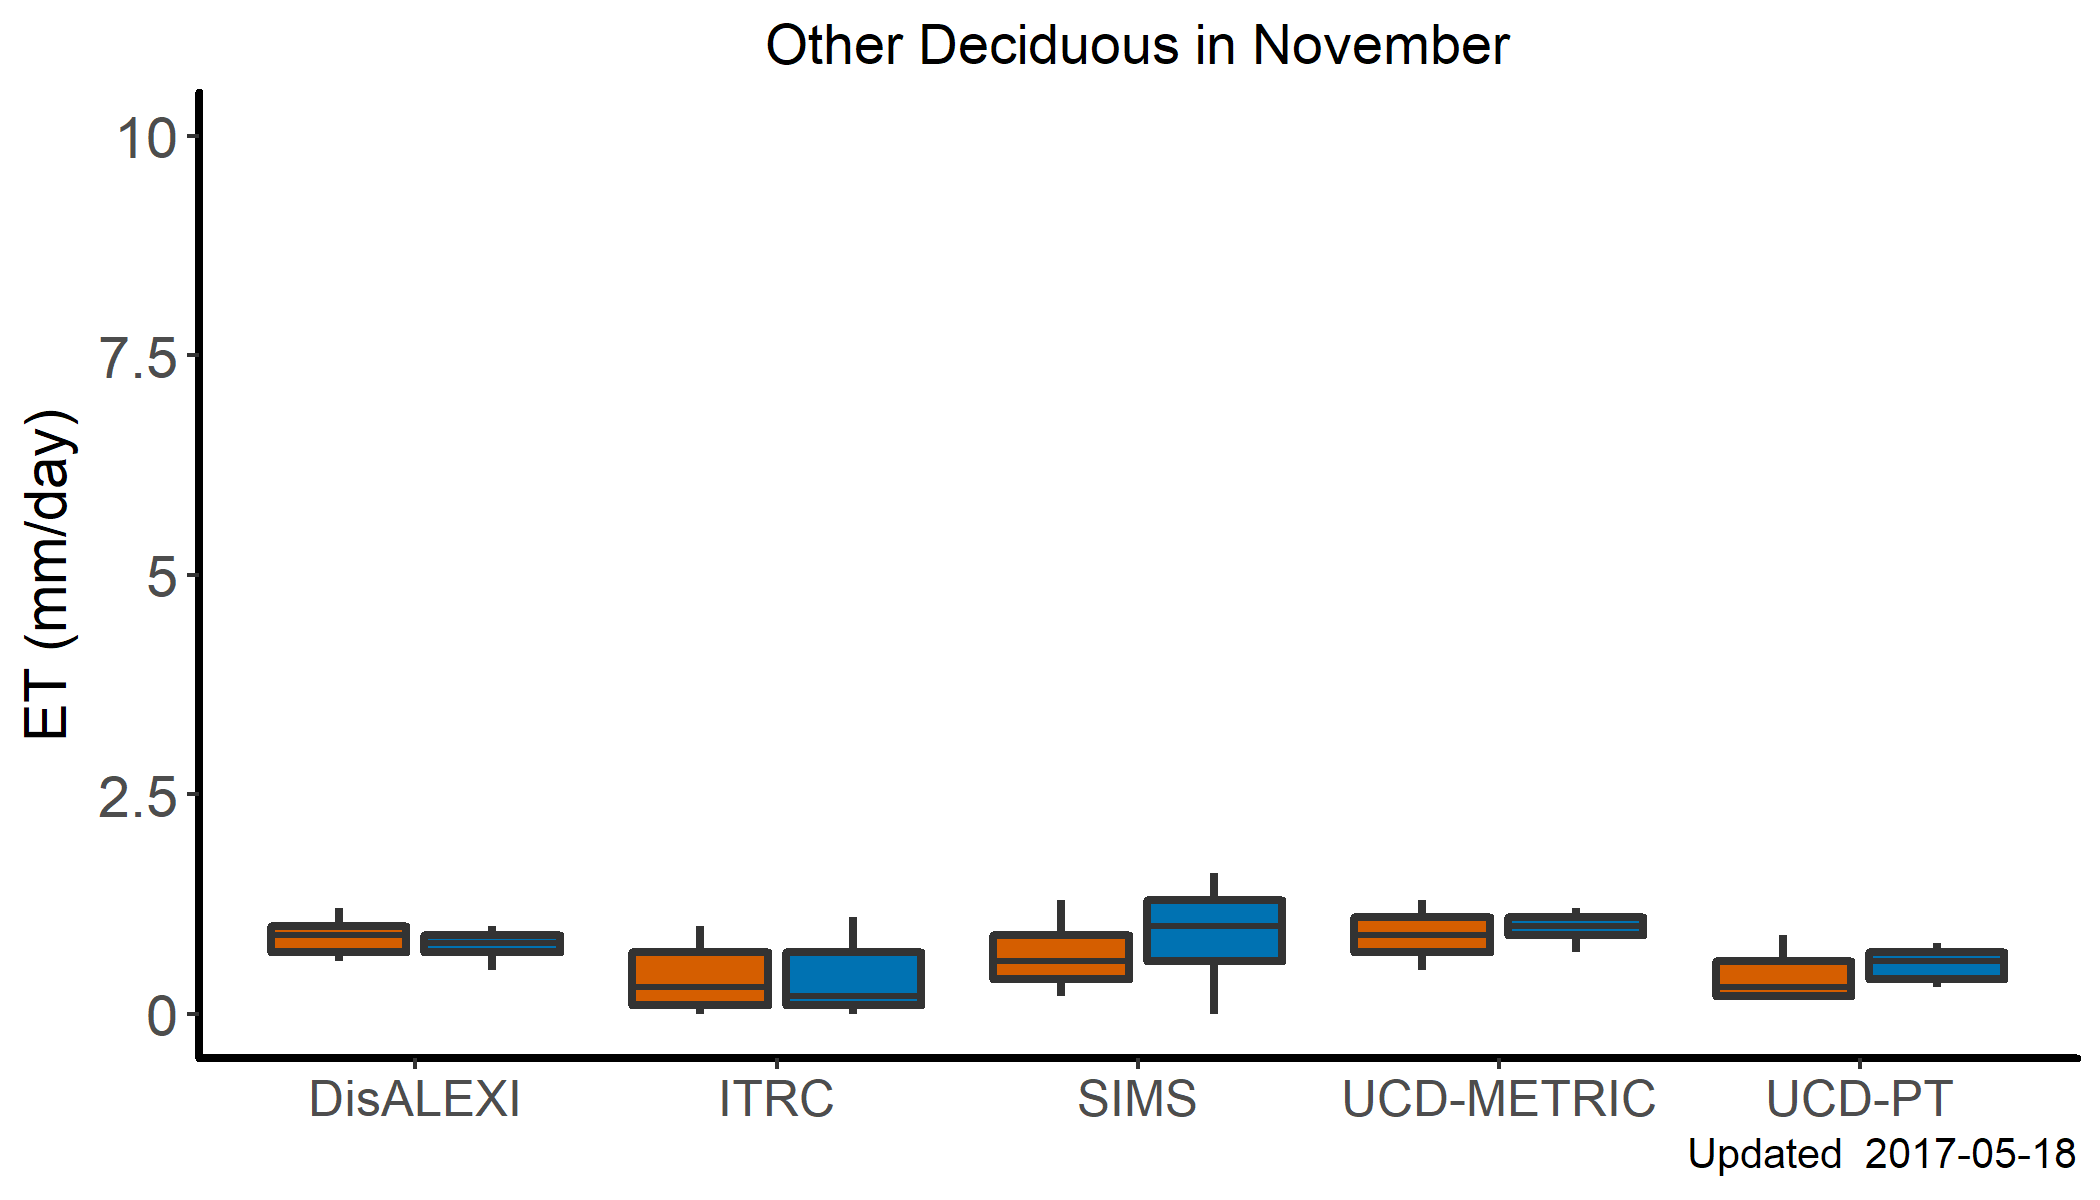 Other Deciduous in November
ET (mm/day)
10
7.5
5
2.5
0
DisALEXI ITRC SIMS UCD-METRIC UCD-PT
Updated  2017-05-18